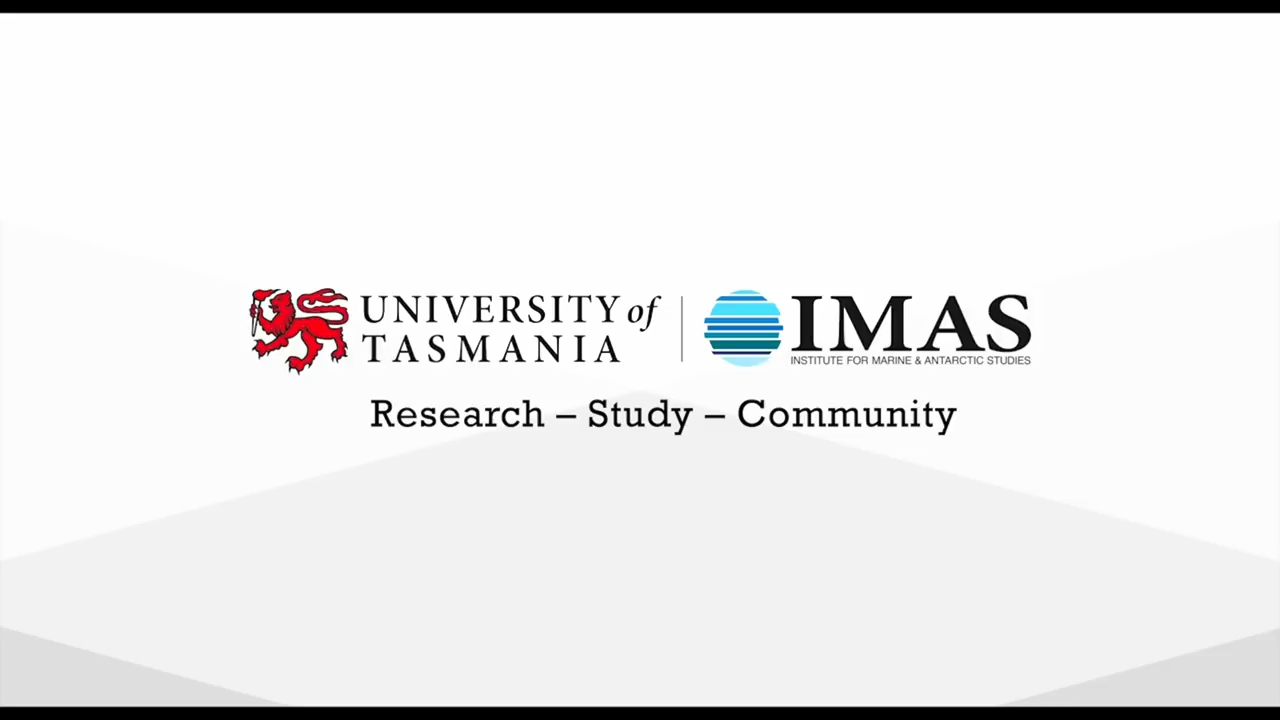 UNIVERSITY of
TASMANIA
IMAS
INSTITUTE FOR MARINE & ANTARCTIC STUDIES
Research – Study – Community